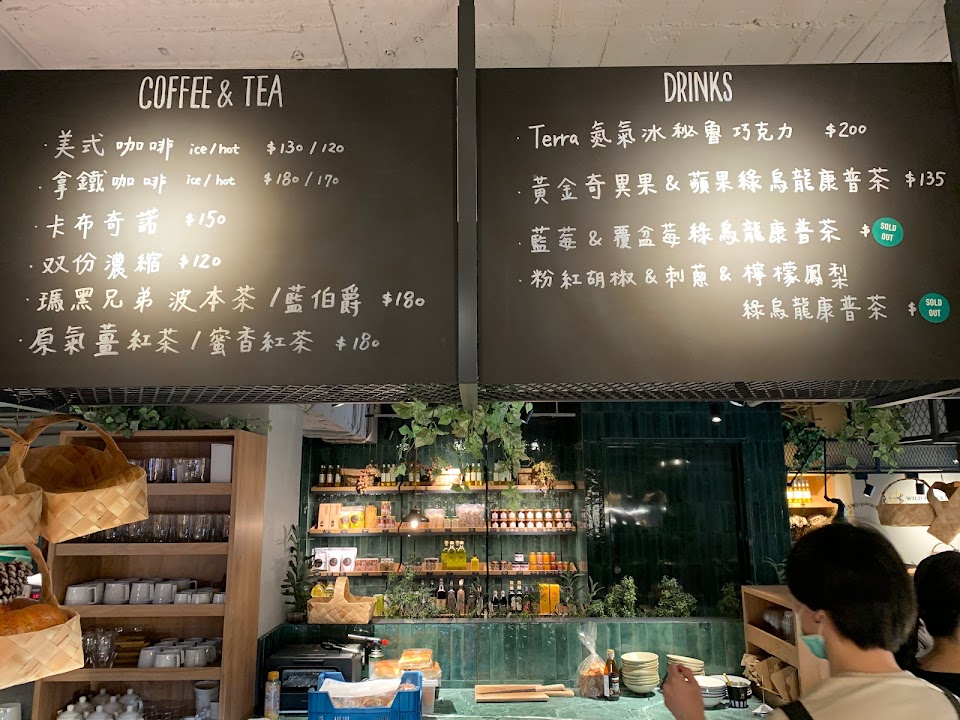 COFFEE & TEA
· 美式咖啡 ice/hot $130/120
· 拿鐵咖啡 ice/hot $180/170
· 卡布奇諾 $150
· 双份濃縮 $120
· 瑪黑兄弟 波本茶/藍伯爵 $180
· 原氣薑紅茶/蜜香紅茶 $180
DRINKS
· Terra 氮氣冰秘魯巧克力 $200
· 黃金奇異果&蘋果綠烏龍康普茶 $135
· 藍莓&覆盆莓綠烏龍康普茶 $ SOLD OUT
· 粉紅胡椒&刺蔥&檸檬鳳梨
綠烏龍康普茶 $ SOLD OUT
WILD